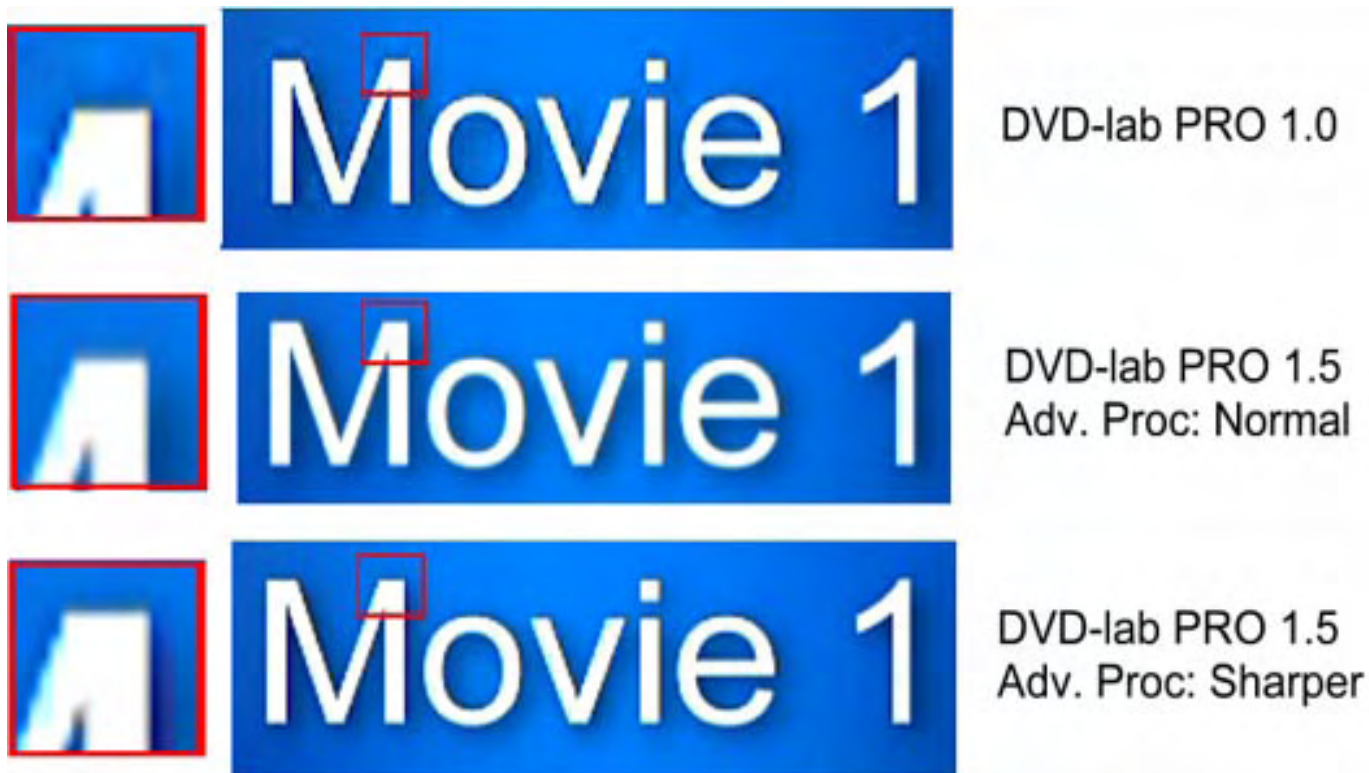 Movie 1
DVD-lab PRO 1.0
Movie 1
DVD-lab PRO 1.5
Adv. Proc: Normal
Movie 1
DVD-lab PRO 1.5
Adv. Proc: Sharper